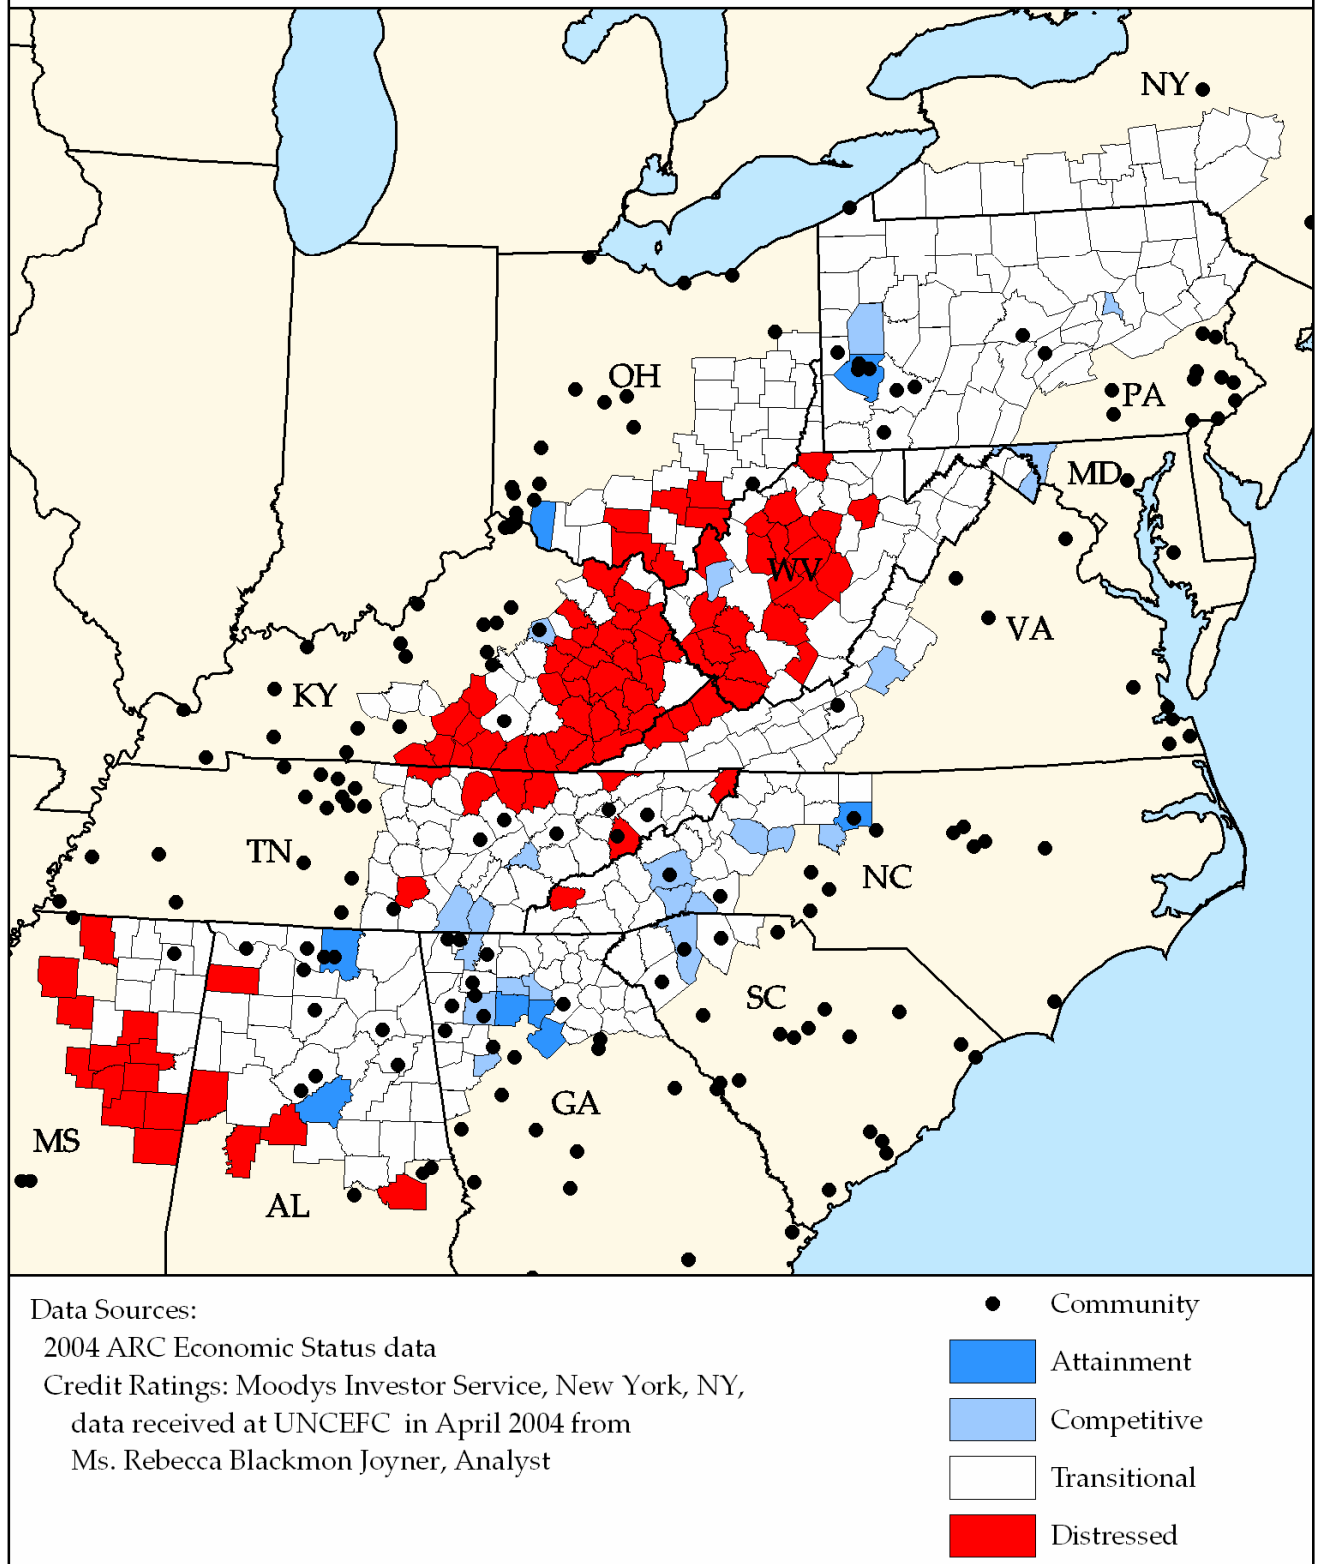 NY
OH
PA
MD
WV
VA
KY
TN
NC
SC
MS
GA
AL
Data Sources:
2004 ARC Economic Status data
Credit Ratings: Moodys Investor Service, New York, NY,
data received at UNCEFC in April 2004 from
Ms. Rebecca Blackmon Joyner, Analyst
Community
Attainment
Competitive
Transitional
Distressed